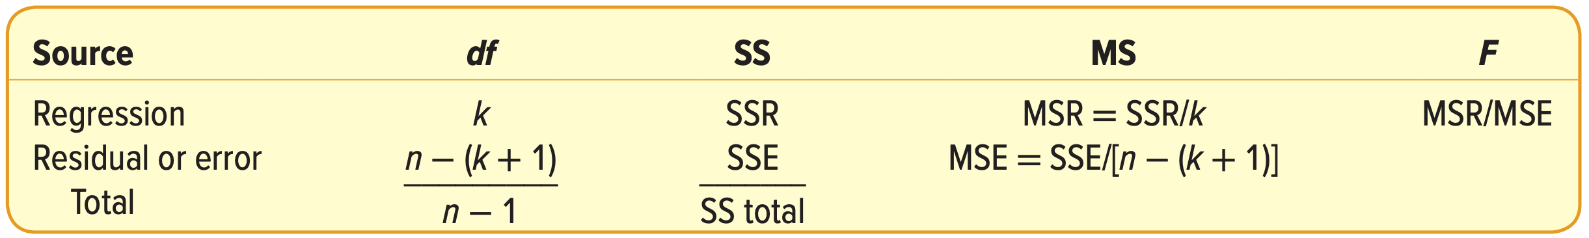 Source df SS MS F
Regression k SSR MSR = SSR/k MSR/MSE
Residual or error n − (k + 1) SSE MSE = SSE/[n − (k + 1)]
Total n − 1 SS total